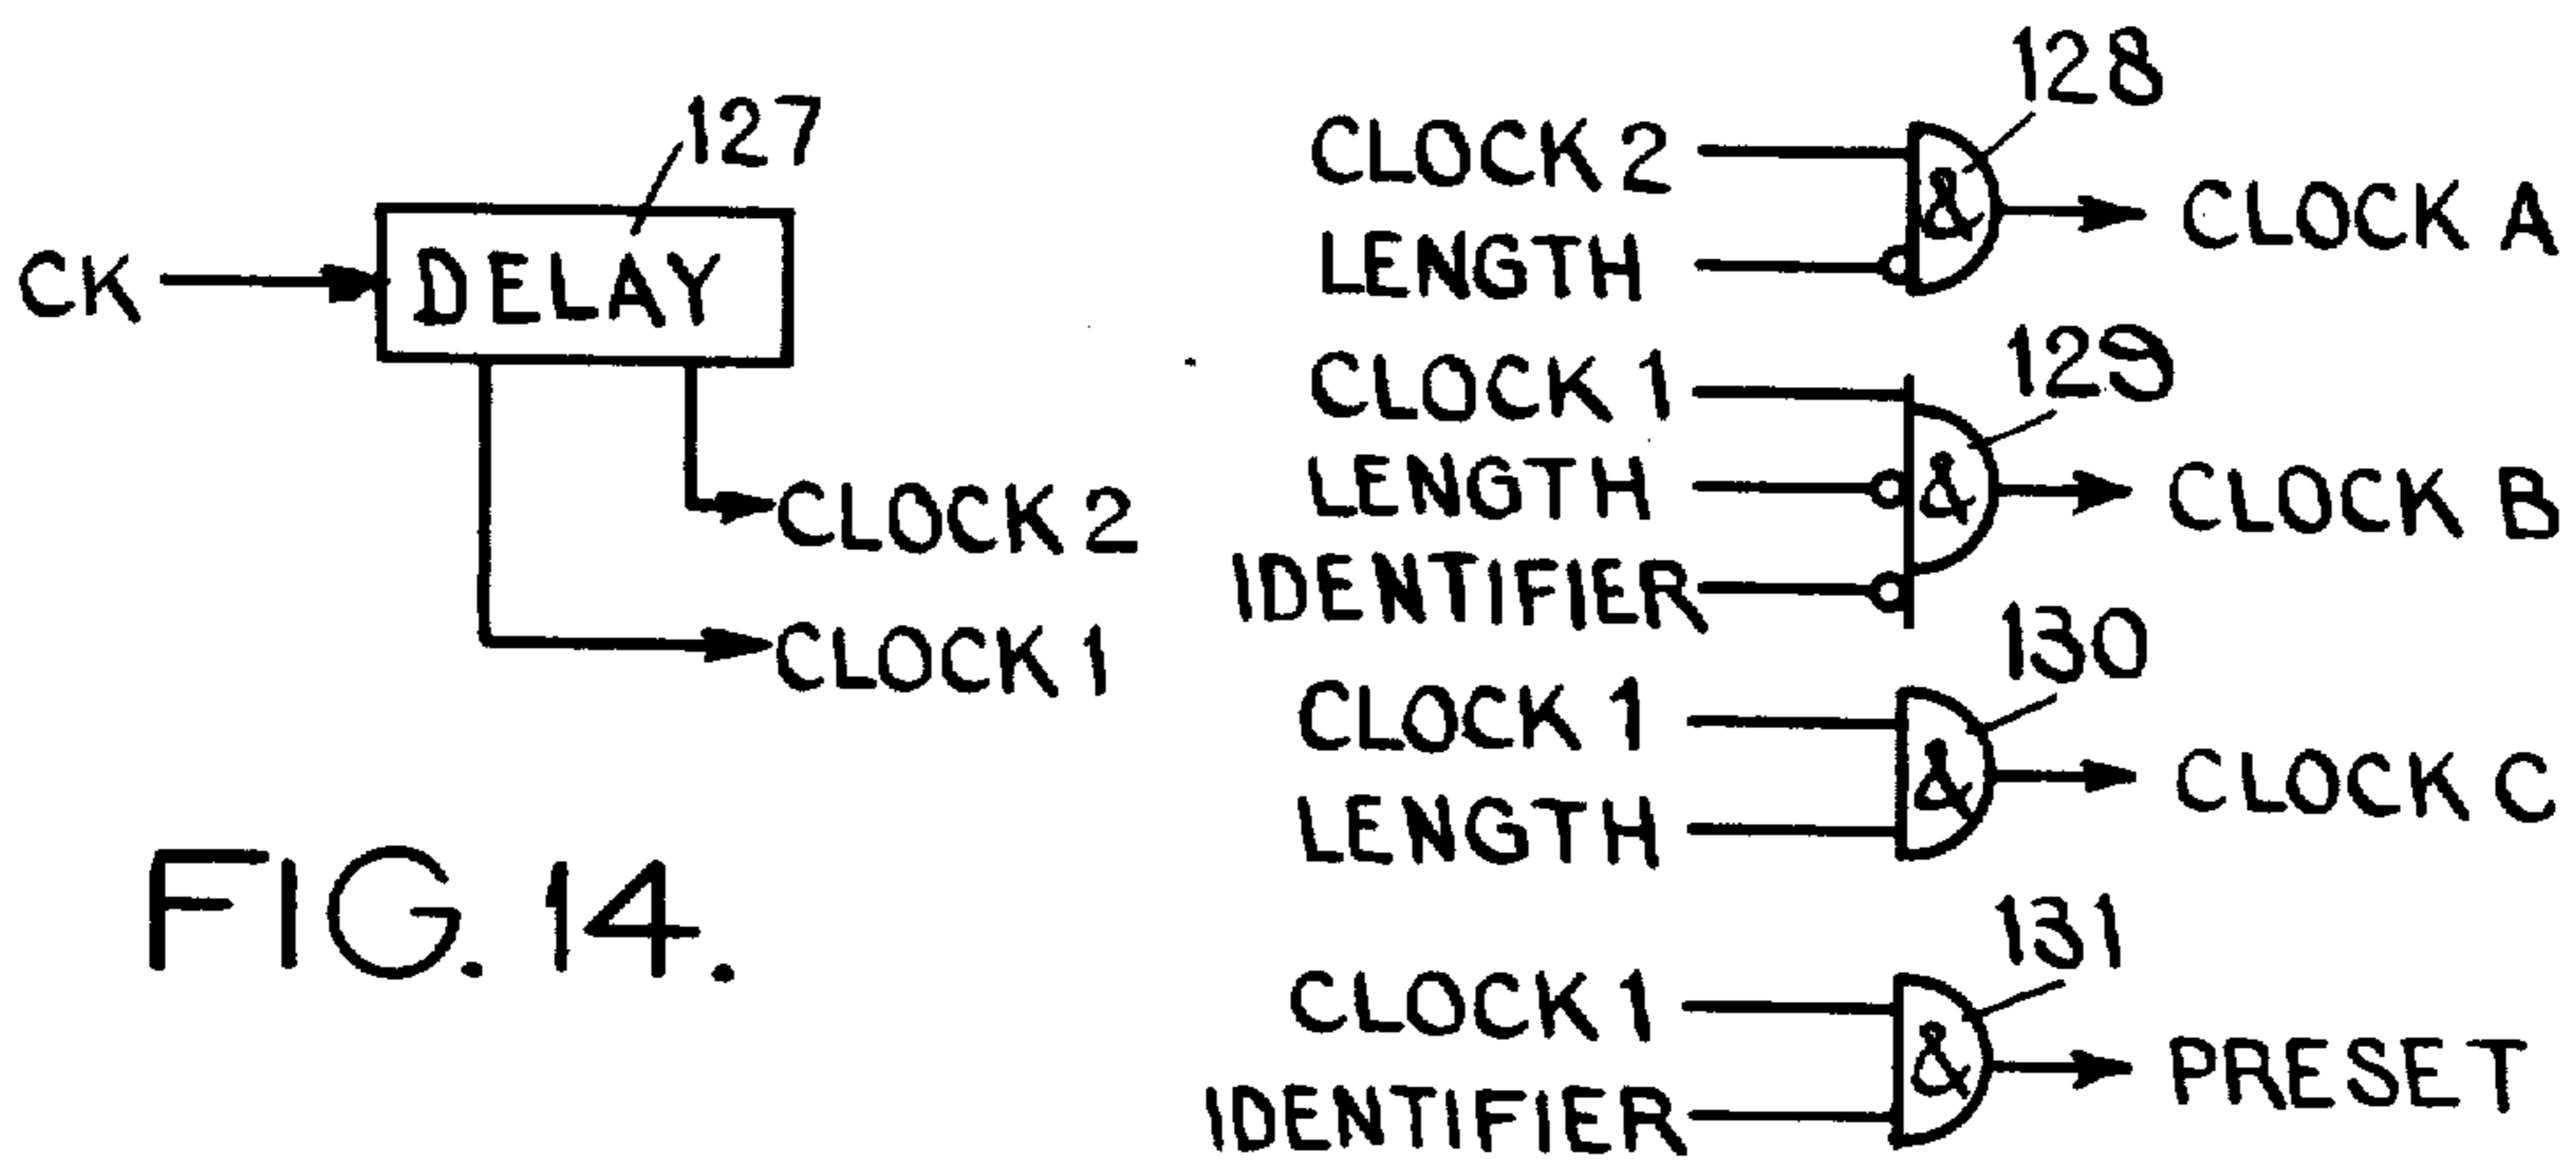 127
CK
DELAY
CLOCK 2
CLOCK 1
FIG. 14.
128
CLOCK 2
LENGTH
&
CLOCK A
129
CLOCK 1
LENGTH
IDENTIFIER
&
CLOCK B
130
CLOCK 1
LENGTH
&
CLOCK C
131
CLOCK 1
IDENTIFIER
&
PRESET